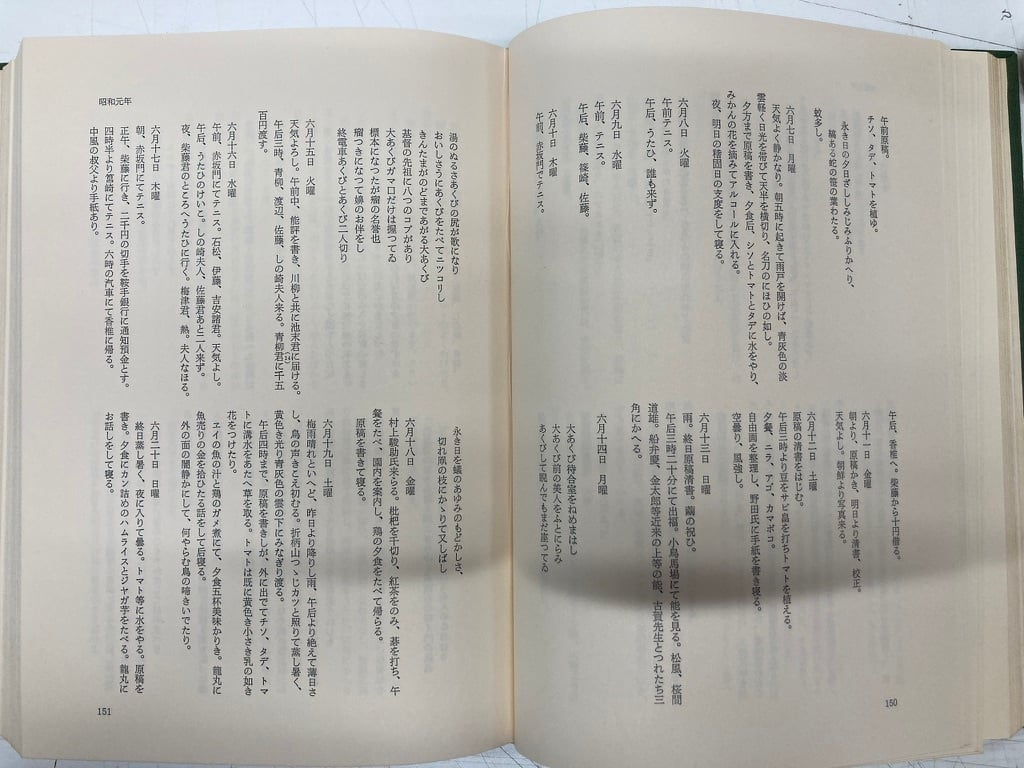 午前原稿。
チソ、タデ、トマトを植ゆ。
永き日の夕日ざししみじみふりかへり、
縞ある蛇の笹の葉わたる。
蚊多し。
六月七日　月曜
天気よく静かなり。朝五時に起きて雨戸を開けば、青灰色の淡
雲軽く日光を帯びて天半を横切り、名刀のにほひの如し。
夕方まで原稿を書き、夕食后、シソとトマトとタデに水をやり、
みかんの花を摘みてアルコールに入れる。
夜、明日の稽固日の支度をして寝る。
六月八日　火曜
午前テニス。
午后、うたひ、誰も来ず。
六月九日　水曜
午前、テニス。
午后、柴藤、篠崎、佐藤。
六月十日　木曜
午前、赤坂門でテニス。
午后、香椎へ。柴藤から十円借る。
六月十一日　金曜
朝より、原稿かき、明日より清書、校正。
天気よし。朝鮮より写真来る。
六月十二日　土曜
原稿の清書をはじむ。
午后三時より豆をサビ畠を打ちトマトを植える。
夕餐、ニラ、アゴ、カマボコ。
自由画を整理し、野田氏に手紙を書き寝る。
空曇り、風強し。
六月十三日　日曜
雨。終日原稿清書。繭の祝ひ。
午后三時二十分にて出福。小鳥馬場にて能を見る。松風、桜間
道雄。船弁慶、金太郎等近来の上等の能、古賀先生とつれたち三
角にかへる。
六月十四日　月曜
大あくび待合室をねめまはし
大あくび前の美人をふとにらみ
あくびして睨んでもまだ崖つてゐ
150
昭和元年
湯のぬるさあくびの尻が歌になり
おいしさうにあくびをたべてニツコリし
きんたまがのどまであがる大あくび
基督の先祖に八つのコブがあり
大あくびガマ口だけは掴つてゐ
標本になつたが瘤の名誉也
瘤つきになつて嬶のお伴をし
終電車あくびとあくび二人切り
六月十五日　火曜
天気よろし。午前中、能評を書き、川柳と共に池末君に届ける。
午后三時、青柳、渡辺、佐藤、しの崎夫人来る。青柳君に千五
百円渡す。
六月十六日　水曜
午前、赤坂門にてテニス。石松、伊藤、吉安諸君。天気よし。
午后、うたひのけいこ。しの崎夫人、佐藤君あと二人来ず。
夜、柴藤君のところへうたひに行く。梅津君、熱。夫人なほる。
六月十七日　木曜
朝、赤坂門にてテニス。
正午、柴藤に行き、二千円の切手を鞍手銀行に通知預金とす。
四時半より筥崎にてテニス。六時の汽車にて香椎に帰る。
中風の叔父より手紙あり。
永き日を蟻のあゆみのもどかしさ、
切れ凧の枝にかゝりて又しばし
六月十八日　金曜
村上駿助氏来らる。枇杷を千切り、紅茶をのみ、碁を打ち、午
餐をたべ、園内を案内し、鶏の夕食をたべて帰らる。
原稿を書きて寝る。
六月十九日　土曜
梅雨晴れといへど、昨日より降りし雨、午后より絶えて薄日さ
し、鳥の声きこえ初むる。折柄山つゝじカツと照りて蒸し暑く、
黄色き光り青灰色の雲の下にみなぎり渡る。
午后四時まで、原稿を書きしが、外に出でてチソ、タデ、トマ
トに溝水をあたへ草を取る。トマトは既に黄色き小さき乳の如き
花をつけたり。
ヱイの魚の汁と鶏のガメ煮にて、夕食五杯美味かりき。龍丸に
魚売りの金を拾ひたる話をして后寝る。
外の面の闇静かにして、何やらむ鳥の啼きいでたり。
六月二十日　日曜
終日蒸し暑く、夜に入りて曇る。トマト等に水をやる。原稿を
書き。夕食にカン詰めのハムライスとジヤガ芋をたべる。龍丸に
お話しをして寝る。
151